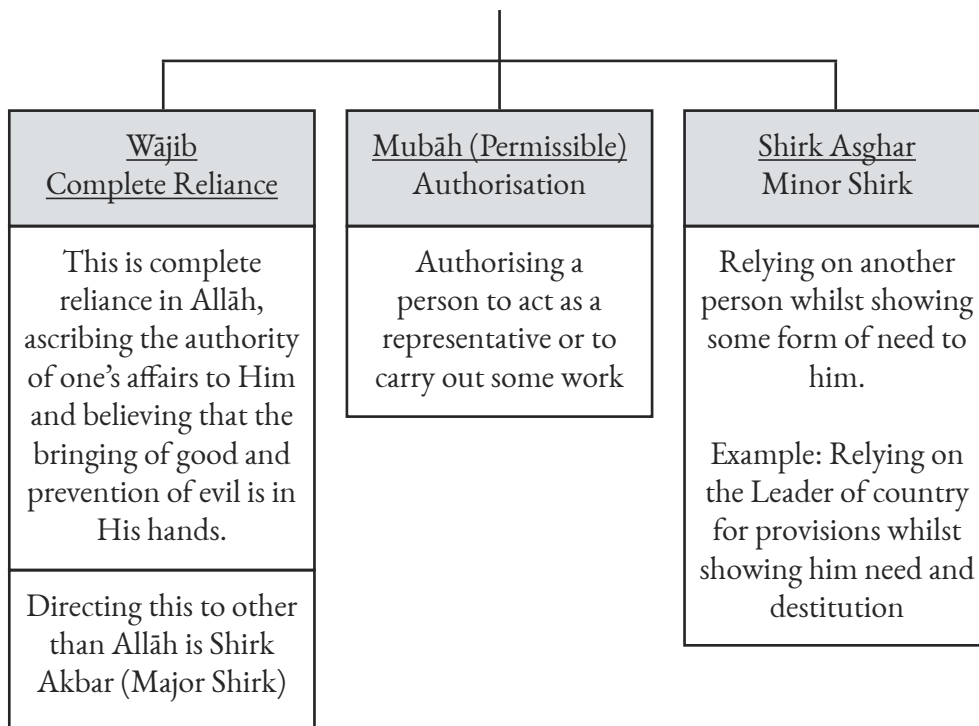 Wājib
Complete Reliance
This is complete
reliance in Allāh,
ascribing the authority
of one’s affairs to Him
and believing that the
bringing of good and
prevention of evil is in
His hands.
Directing this to other
than Allāh is Shirk
Akbar (Major Shirk)
Mubāh (Permissible)
Authorisation
Authorising a
person to act as a
representative or to
carry out some work
Shirk Asghar
Minor Shirk
Relying on another
person whilst showing
some form of need to
him.
Example: Relying on
the Leader of country
for provisions whilst
showing him need and
destitution